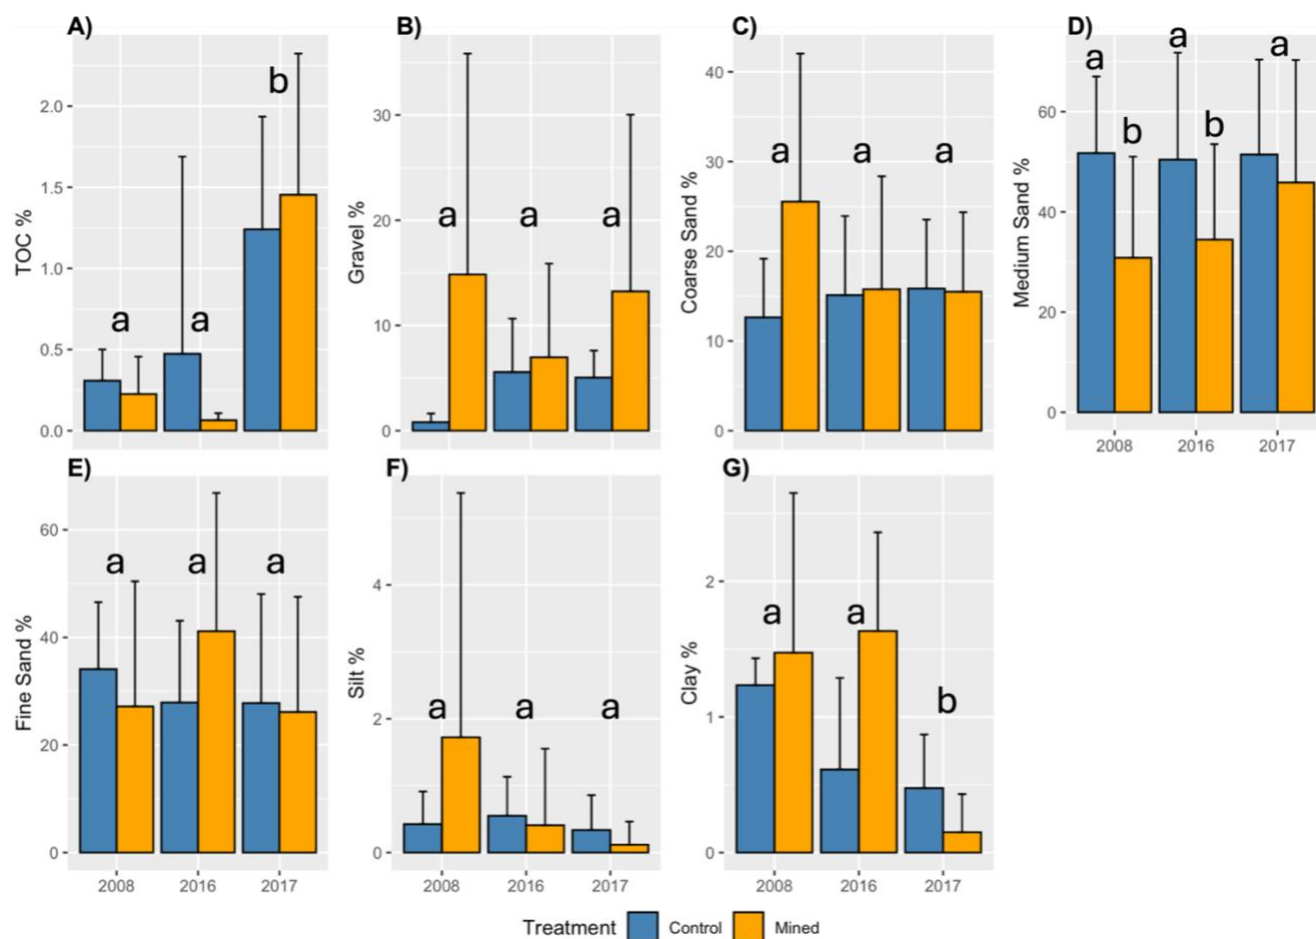 A)
TOC %
2.0
1.5
1.0
0.5
0.0
a
a
b
B)
Gravel %
30
20
10
0
a
a
a
C)
Coarse Sand %
40
30
20
10
0
a
a
a
D)
Medium Sand %
60
40
20
0
a
b
a
b
a
2008
2016
2017
E)
Fine Sand %
60
40
20
0
a
a
a
2008
2016
2017
F)
Silt %
4
2
0
a
a
a
2008
2016
2017
G)
Clay %
2
1
0
a
a
b
2008
2016
2017
Treatment Control Mined